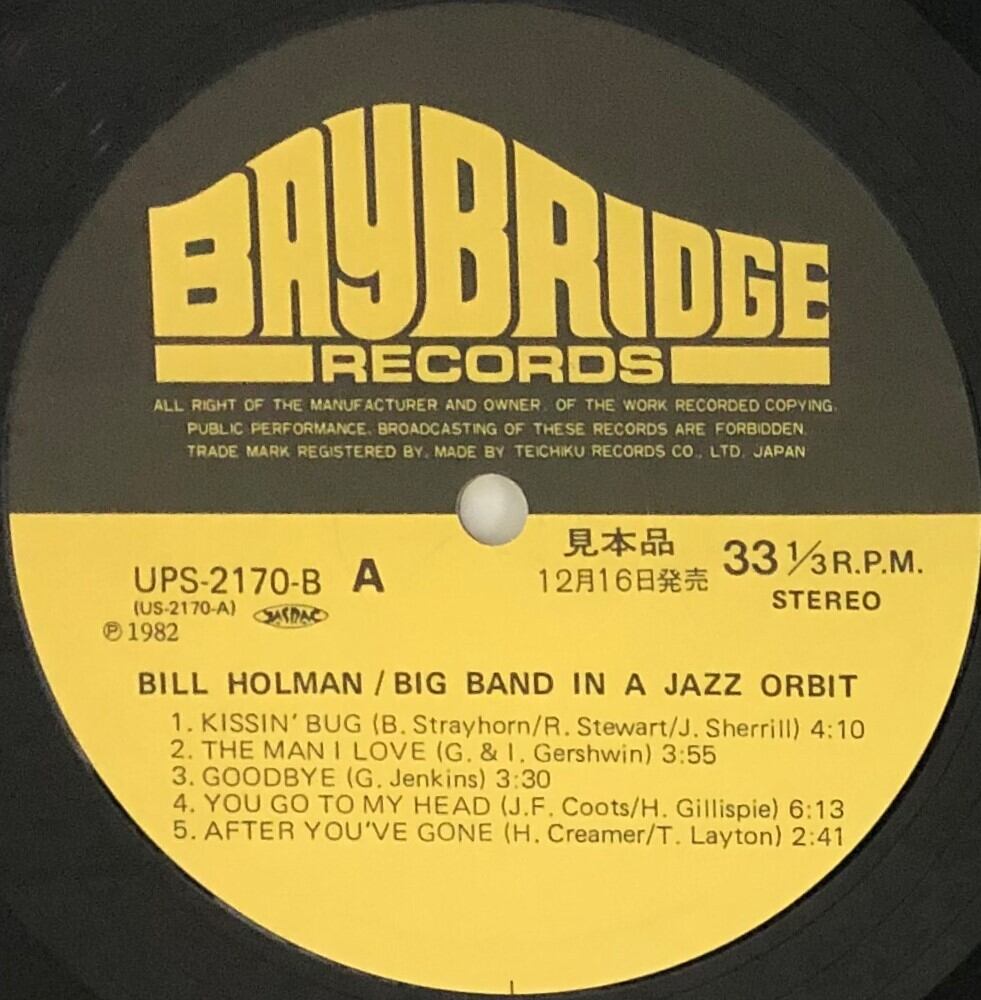 BAYBRIDGE
RECORDS
ALL RIGHT OF THE MANUFACTURER AND OWNER. OF THE WORK RECORDED COPYING.
PUBLIC PERFORMANCE. BROADCASTING OF THESE RECORDS ARE FORBIDDEN.
TRADE MARK REGISTERED BY. MADE BY TEICHIKU RECORDS CO., LTD. JAPAN
UPS-2170-B A
(US-2170-A) JASRAC
℗ 1982
見本品
12月16日発売
33 1/3 R.P.M.
STEREO
BILL HOLMAN / BIG BAND IN A JAZZ ORBIT
1. KISSIN' BUG (B. Strayhorn/R. Stewart/J. Sherrill) 4:10
2. THE MAN I LOVE (G. & I. Gershwin) 3:55
3. GOODBYE (G. Jenkins) 3:30
4. YOU GO TO MY HEAD (J.F. Coots/H. Gillispie) 6:13
5. AFTER YOU'VE GONE (H. Creamer/T. Layton) 2:41